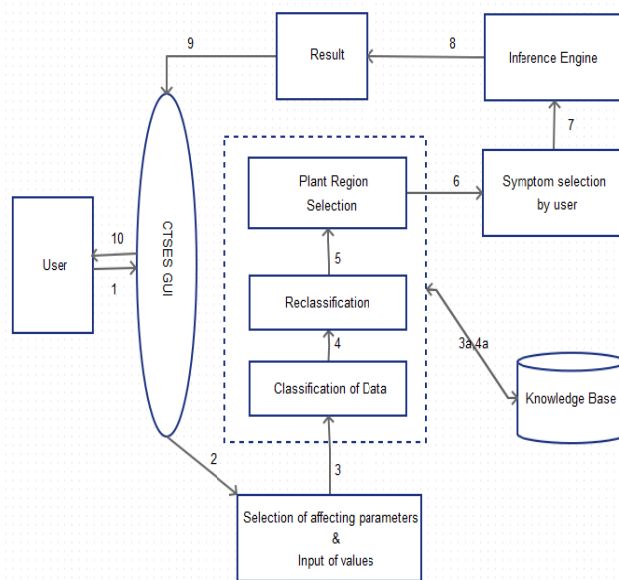 9
Result
8
Inference Engine
7
Plant Region
Selection
6
Symptom selection
by user
User
10
1
CTSES GUI
5
Reclassification
4
3a,4a
Classification of Data
Knowledge Base
2
3
Selection of affecting parameters
&
Input of values